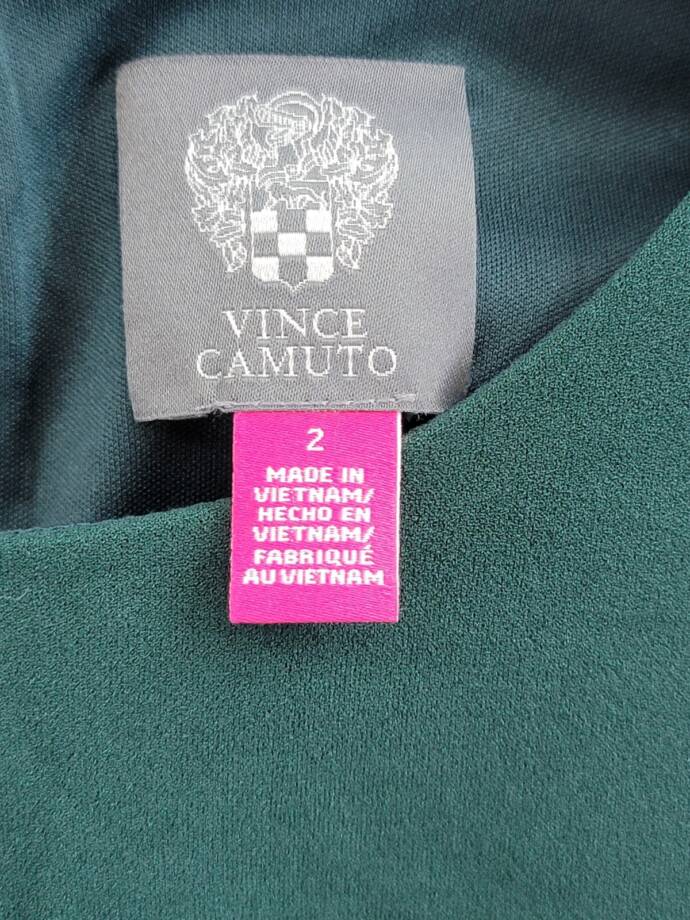 VINCE
CAMUTO
2
MADE IN
VIETNAM/
HECHO EN
VIETNAM/
FABRIQUÉ
AU VIETNAM